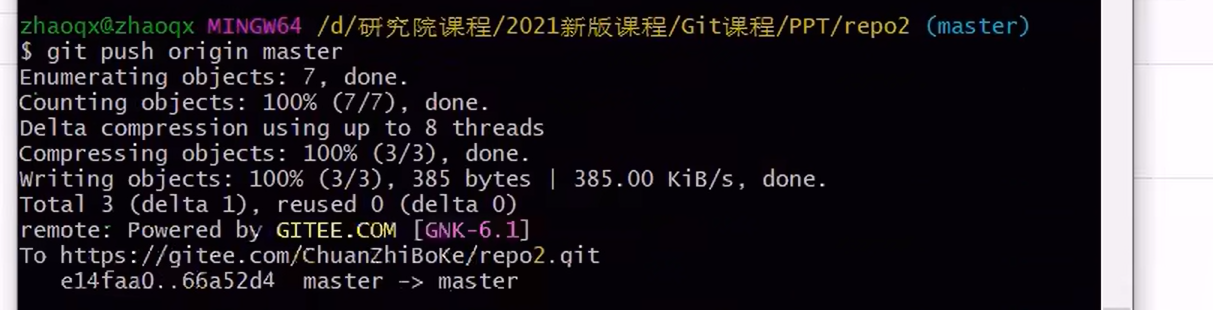 zhaoqx@zhaoqx MINGW64 /d/研究院课程/2021新版课程/Git课程/PPT/repo2 (master)
$ git push origin master
Enumerating objects: 7, done.
Counting objects: 100% (7/7), done.
Delta compression using up to 8 threads
Compressing objects: 100% (3/3), done.
Writing objects: 100% (3/3), 385 bytes | 385.00 KiB/s, done.
Total 3 (delta 1), reused 0 (delta 0)
remote: Powered by GITEE.COM [GNK-6.1]
To https://gitee.com/ChuanZhiBoKe/repo2.git
   e14faa0..66a52d4  master -> master